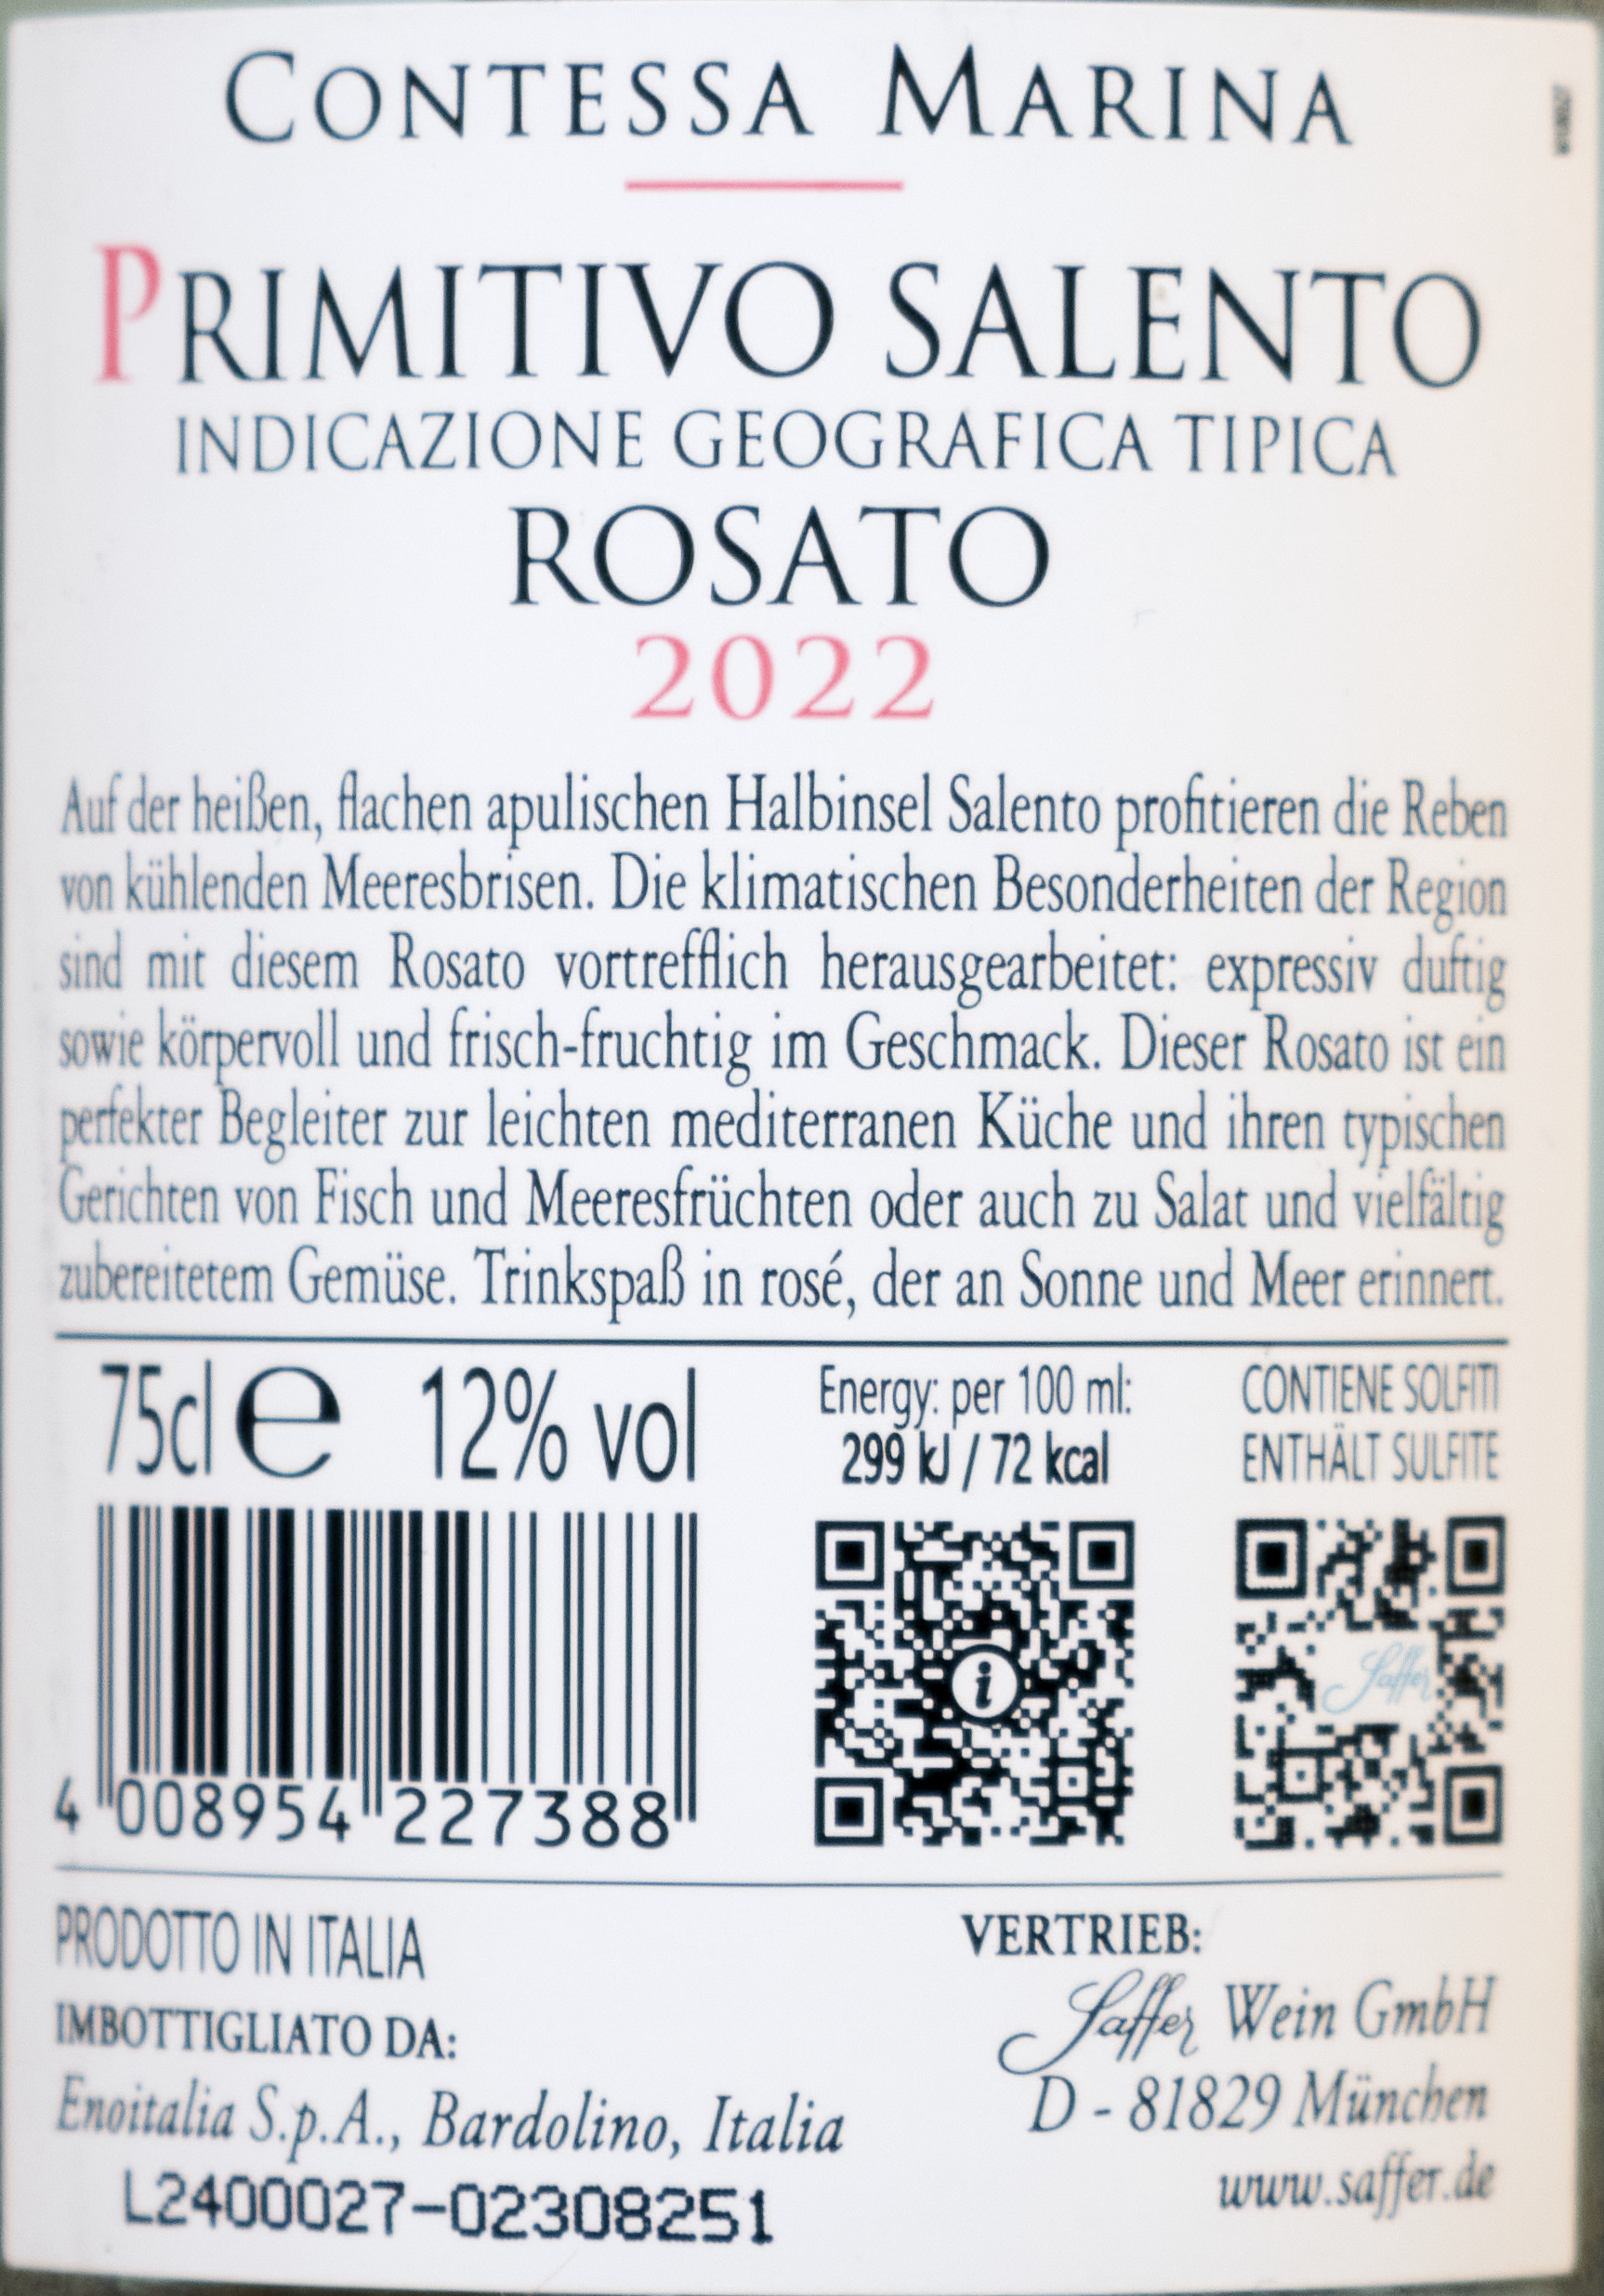 CONTESSA MARINA
PRIMITIVO SALENTO
INDICAZIONE GEOGRAFICA TIPICA
ROSATO
2022
Auf der heißen, flachen apulischen Halbinsel Salento profitieren die Reben
von kühlenden Meeresbrisen. Die klimatischen Besonderheiten der Region
sind mit diesem Rosato vortrefflich herausgearbeitet: expressiv duftig
sowie körpervoll und frisch-fruchtig im Geschmack. Dieser Rosato ist ein
perfekter Begleiter zur leichten mediterranen Küche und ihren typischen
Gerichten von Fisch und Meeresfrüchten oder auch zu Salat und vielfältig
zubereitetem Gemüse. Trinkspaß in rosé, der an Sonne und Meer erinnert.
75cl e 12% vol
Energy: per 100 ml:
299 kJ / 72 kcal
CONTIENE SOLFITI
ENTHÄLT SULFITE
i
Saffer
4 008954 227388
PRODOTTO IN ITALIA
IMBOTTIGLIATO DA:
Enoitalia S.p.A., Bardolino, Italia
L2400027-02308251
VERTRIEB:
Saffer Wein GmbH
D - 81829 München
www.saffer.de